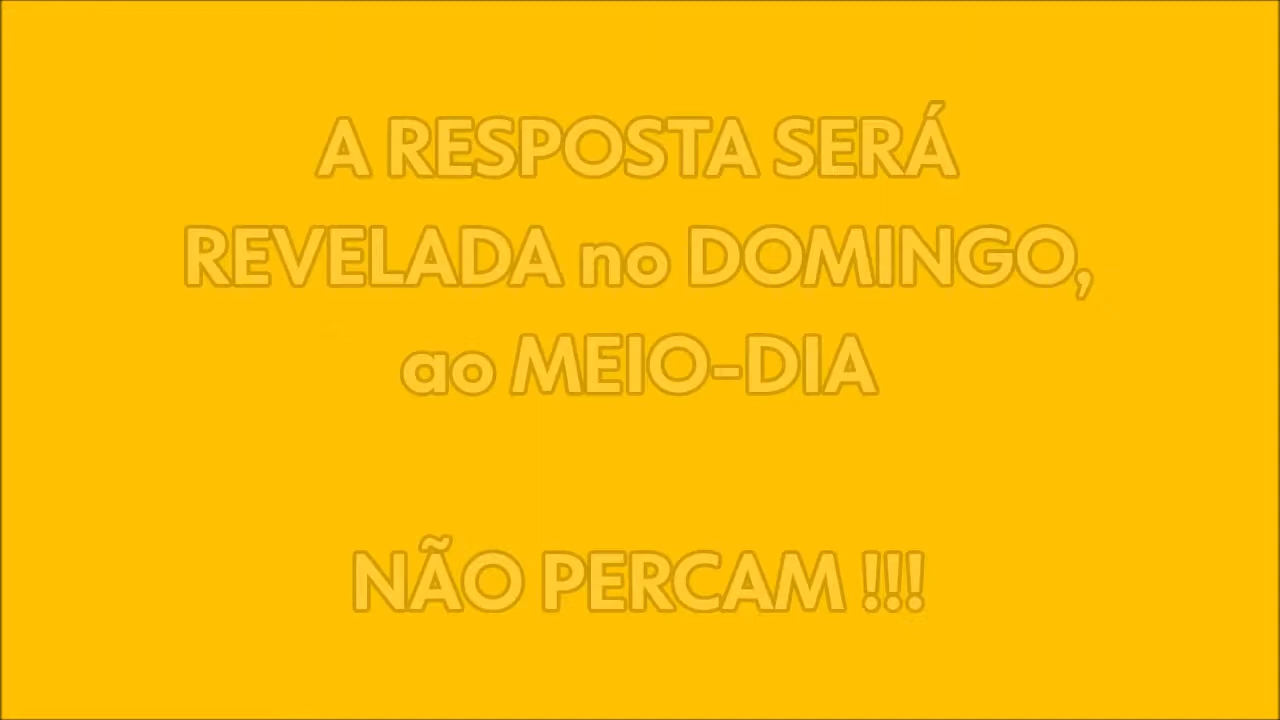 A RESPOSTA SERÁ
REVELADA no DOMINGO,
ao MEIO-DIA
NÃO PERCAM !!!